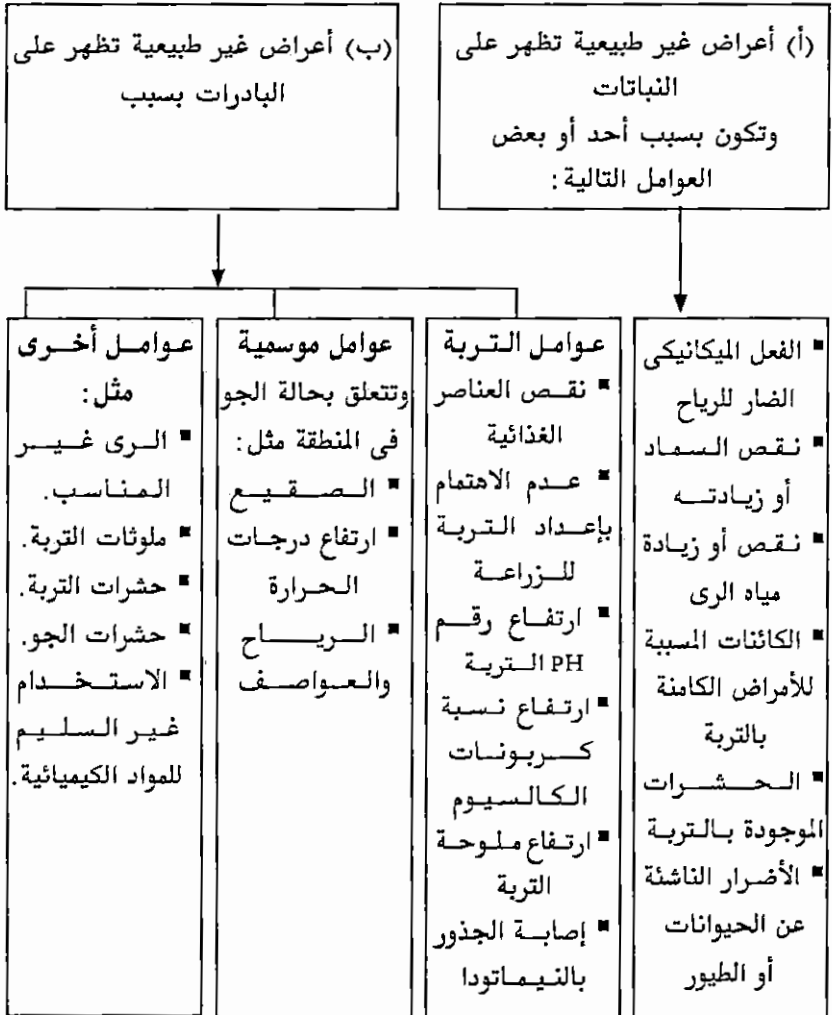 (أ) أعراض غير طبيعية تظهر على
النباتات
وتكون بسبب أحد أو بعض
العوامل التالية:
(ب) أعراض غير طبيعية تظهر على
البادرات بسبب
■ الفعل الميكانيكى
الضار للرياح
■ نقص السماد
أو زيادته
■ نقص أو زيادة
مياه الرى
■ الكائنات المسببة
للأمراض الكامنة
بالتربة
■ الحشرات
الموجودة بالتربة
■ الأضرار الناشئة
عن الحيوانات
أو الطيور
عوامل التربة
■ نقص العناصر
الغذائية
■ عدم الاهتمام
بإعداد التربة
للزراعة
■ ارتفاع رقم
PH التربة
■ ارتفاع نسبة
كربونات
الكالسيوم
■ ارتفاع ملوحة
التربة
■ إصابة الجذور
بالنيماتودا
عوامل موسمية
وتتعلق بحالة الجو
فى المنطقة مثل:
■ الصقيع
■ ارتفاع درجات
الحرارة
■ الرياح
والعواصف
عوامل أخرى
مثل:
■ الرى غير
المناسب.
■ ملوثات التربة.
■ حشرات التربة.
■ حشرات الجو.
■ الاستخدام
غير السليم
للمواد الكيميائية.